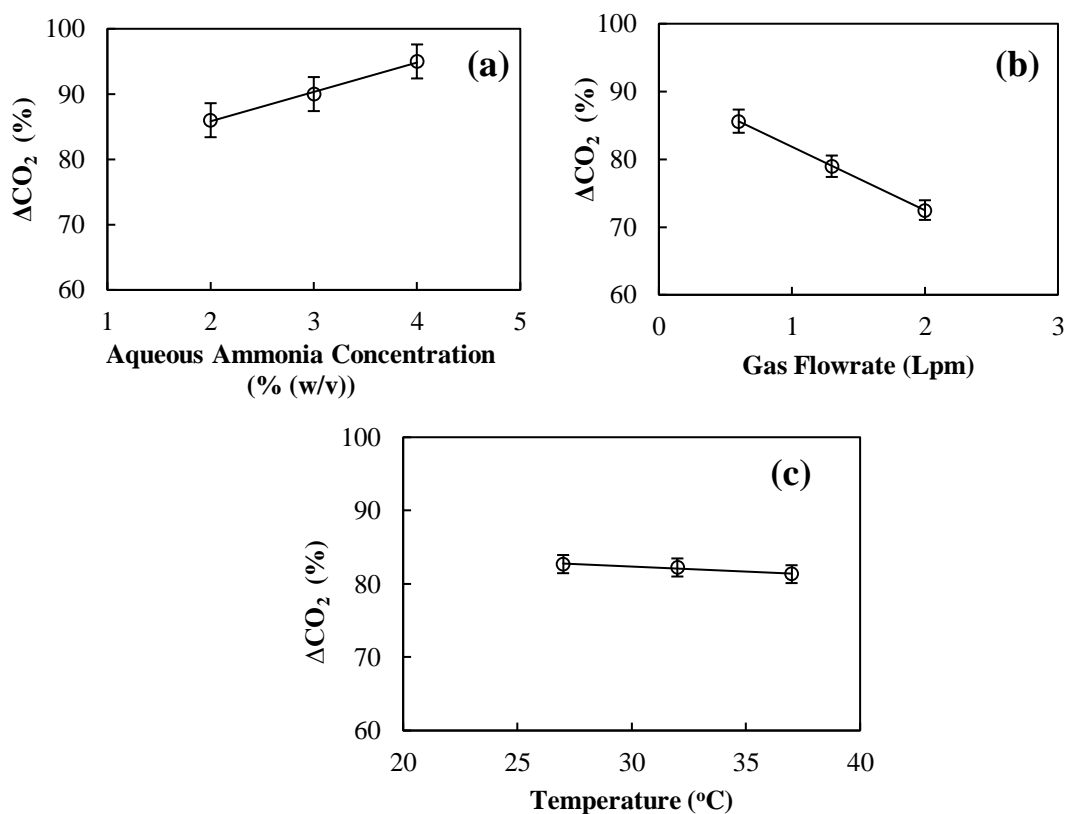 100
90
80
70
60
ΔCO₂ (%)
(a)
1 2 3 4 5
Aqueous Ammonia Concentration
(% (w/v))
100
90
80
70
60
ΔCO₂ (%)
(b)
0 1 2 3
Gas Flowrate (Lpm)
100
90
80
70
60
ΔCO₂ (%)
(c)
20 25 30 35 40
Temperature (ºC)